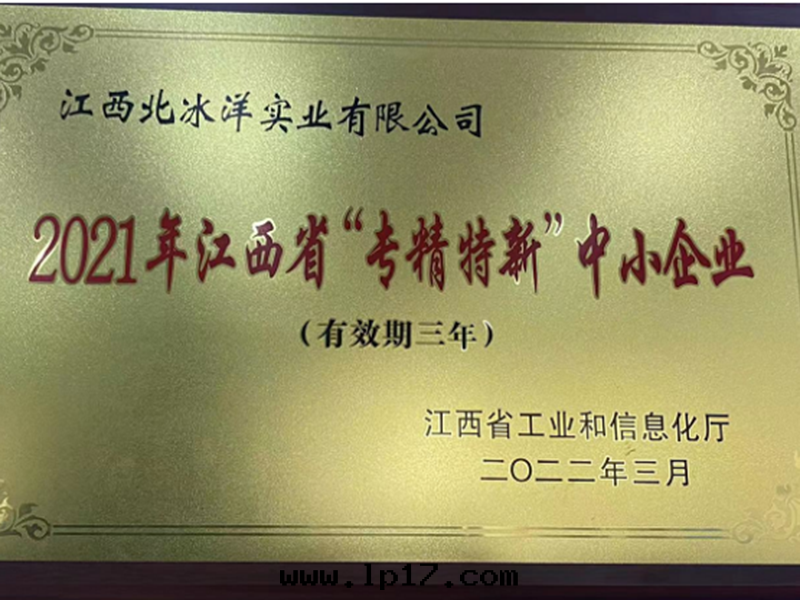 江西北冰洋实业有限公司
2021年江西省“专精特新”中小企业
（有效期三年）
江西省工业和信息化厅
二〇二二年三月
www.lp17.com